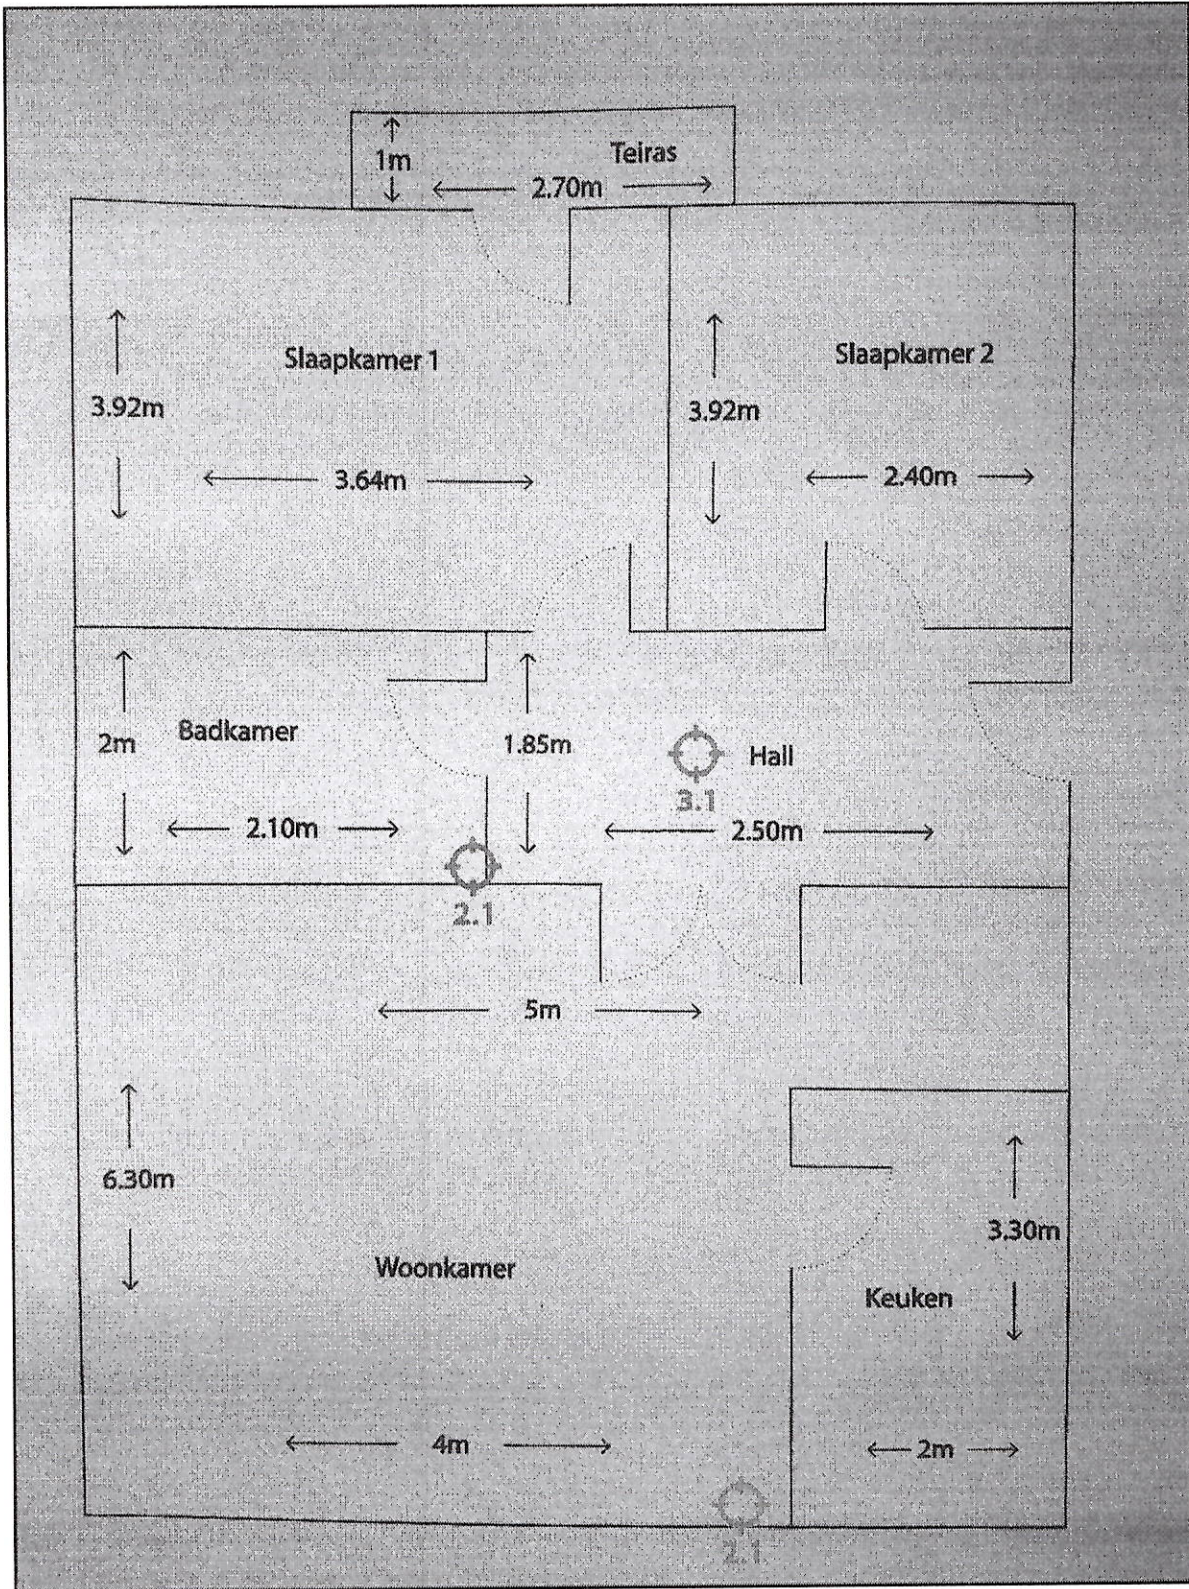 1m
Teiras
2.70m
Slaapkamer 1
Slaapkamer 2
3.92m
3.92m
3.64m
2.40m
2m
Badkamer
1.85m
Hall
3.1
2.10m
2.50m
2.1
5m
6.30m
3.30m
Woonkamer
Keuken
4m
2m
2.1